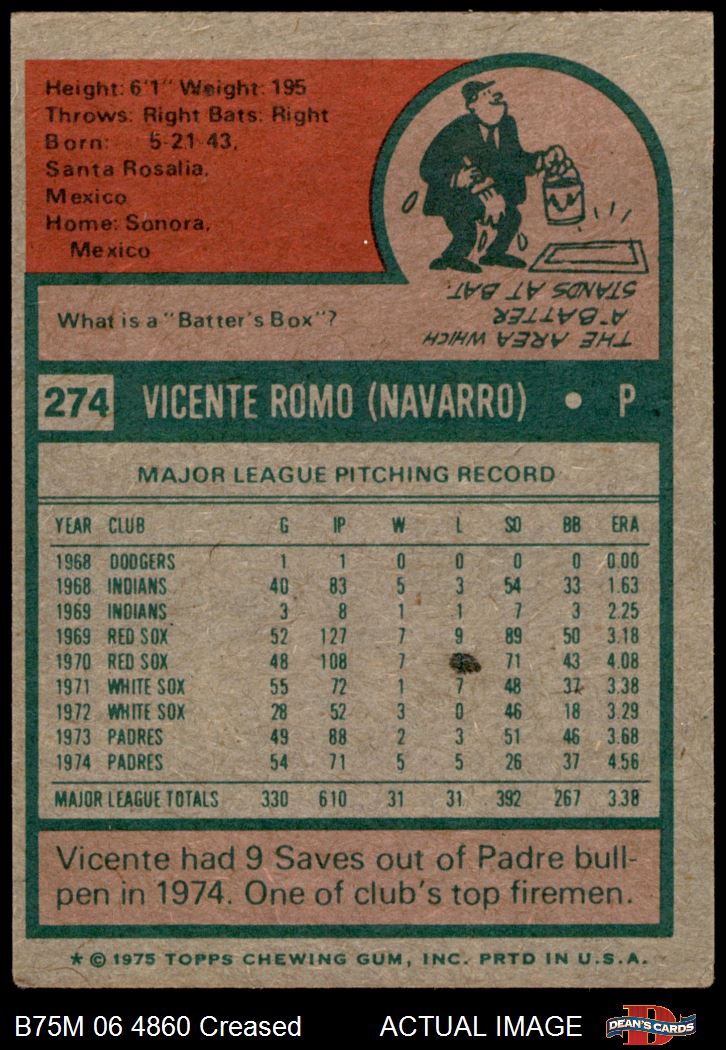 Height: 6'1" Weight: 195
Throws: Right Bats: Right
Born: 5-21-43,
Santa Rosalia,
Mexico
Home: Sonora,
Mexico
What is a "Batter's Box"?
THE AREA WHICH
A BATTER
STANDS AT BAT.
274 VICENTE ROMO (NAVARRO) • P
MAJOR LEAGUE PITCHING RECORD
YEAR CLUB G IP W L SO BB ERA
1968 DODGERS 1 1 0 0 0 0 0.00
1968 INDIANS 40 83 5 3 54 33 1.63
1969 INDIANS 3 8 1 1 7 3 2.25
1969 RED SOX 52 127 7 9 89 50 3.18
1970 RED SOX 48 108 7 71 43 4.08
1971 WHITE SOX 55 72 1 7 48 37 3.38
1972 WHITE SOX 28 52 3 0 46 18 3.29
1973 PADRES 49 88 2 3 51 46 3.68
1974 PADRES 54 71 5 5 26 37 4.56
MAJOR LEAGUE TOTALS 330 610 31 31 392 267 3.38
Vicente had 9 Saves out of Padre bull-
pen in 1974. One of club's top firemen.
* © 1975 TOPPS CHEWING GUM, INC. PRTD IN U.S.A.
B75M 06 4860 Creased ACTUAL IMAGE
D
DEAN'S CARDS